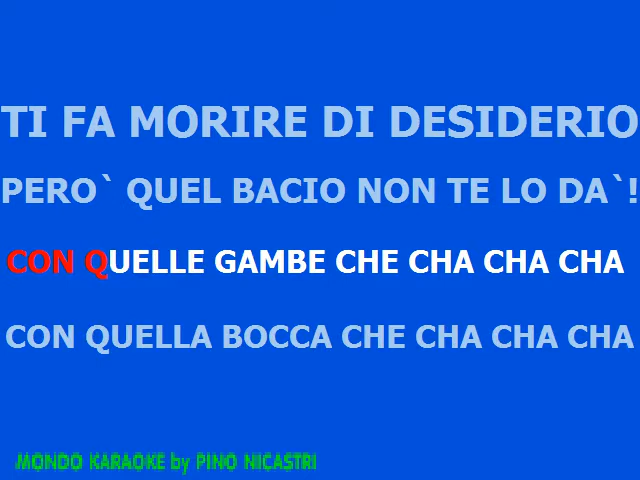 TI FA MORIRE DI DESIDERIO
PERO` QUEL BACIO NON TE LO DA`!
CON QUELLE GAMBE CHE CHA CHA CHA
CON QUELLA BOCCA CHE CHA CHA CHA
MONDO KARAOKE by PINO NICASTRI